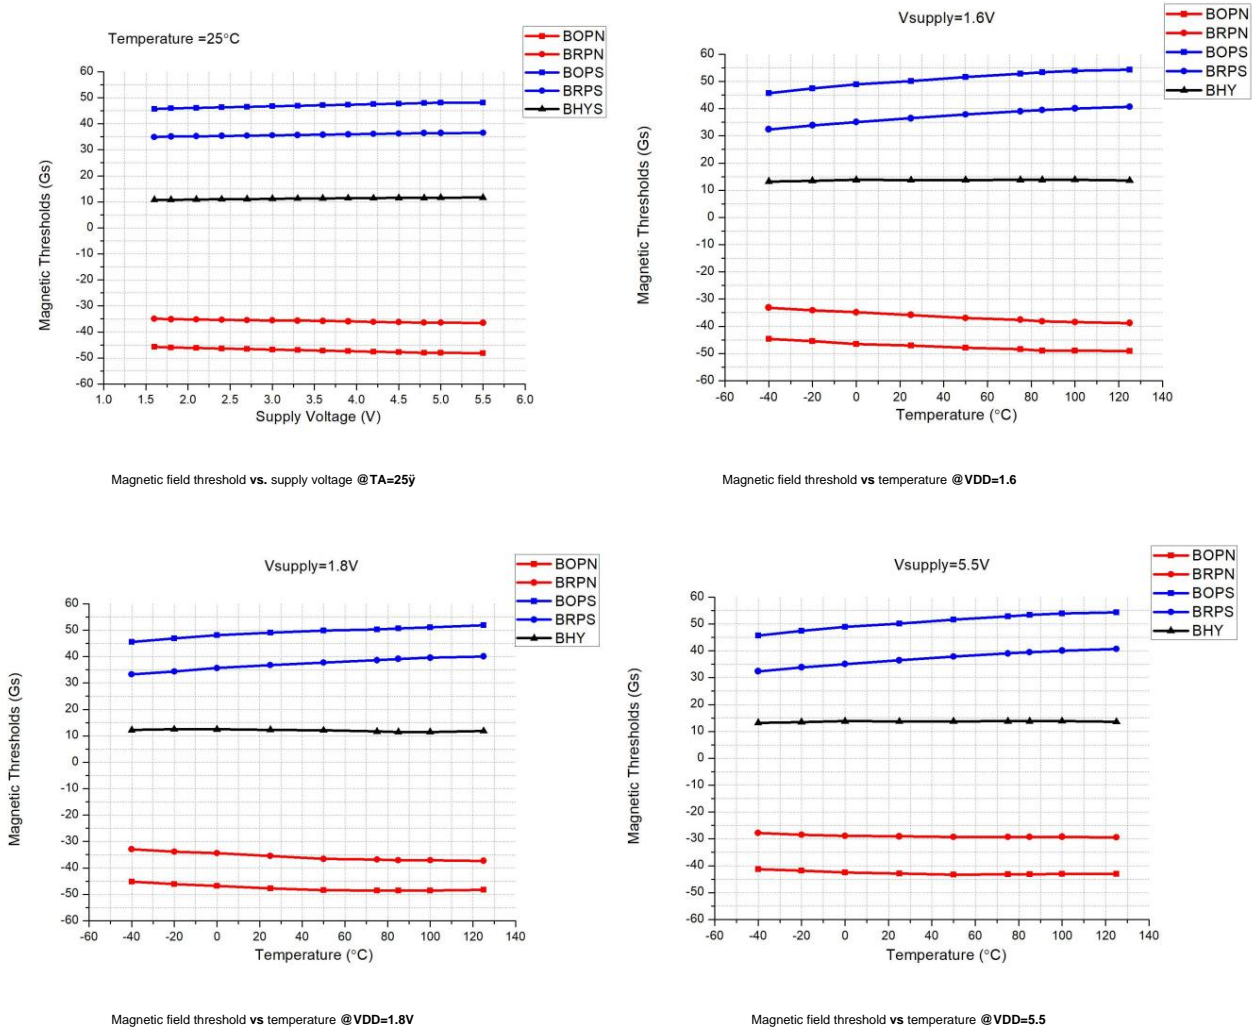 Temperature =25°C
BOPN
BRPN
BOPS
BRPS
BHYS
Magnetic Thresholds (Gs)
60
50
40
30
20
10
0
-10
-20
-30
-40
-50
-60
1.0 1.5 2.0 2.5 3.0 3.5 4.0 4.5 5.0 5.5 6.0
Supply Voltage (V)
Magnetic field threshold vs. supply voltage @TA=25ÿ
Vsupply=1.6V
BOPN
BRPN
BOPS
BRPS
BHY
Magnetic Thresholds (Gs)
60
50
40
30
20
10
0
-10
-20
-30
-40
-50
-60
-60 -40 -20 0 20 40 60 80 100 120 140
Temperature (°C)
Magnetic field threshold vs temperature @VDD=1.6
Vsupply=1.8V
BOPN
BRPN
BOPS
BRPS
BHY
Magnetic Thresholds (Gs)
60
50
40
30
20
10
0
-10
-20
-30
-40
-50
-60
-60 -40 -20 0 20 40 60 80 100 120 140
Temperature (°C)
Magnetic field threshold vs temperature @VDD=1.8V
Vsupply=5.5V
BOPN
BRPN
BOPS
BRPS
BHY
Magnetic Thresholds (Gs)
60
50
40
30
20
10
0
-10
-20
-30
-40
-50
-60
-60 -40 -20 0 20 40 60 80 100 120 140
Temperature (°C)
Magnetic field threshold vs temperature @VDD=5.5